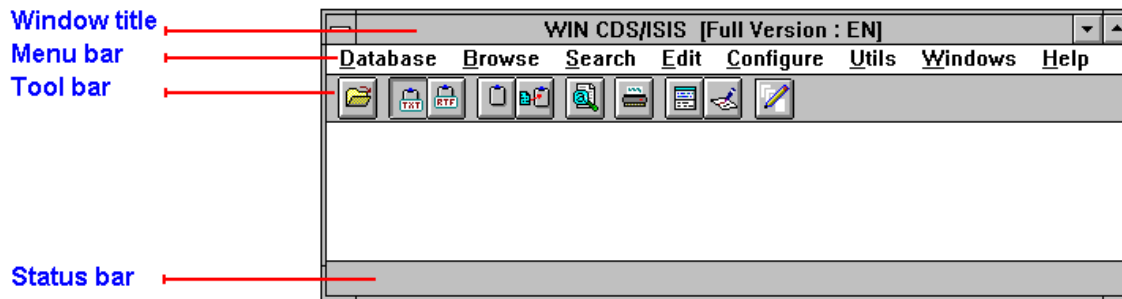 Window title
WIN CDS/ISIS [Full Version : EN]
Menu bar
Database Browse Search Edit Configure Utils Windows Help
Tool bar
TXT RTF
a
Status bar